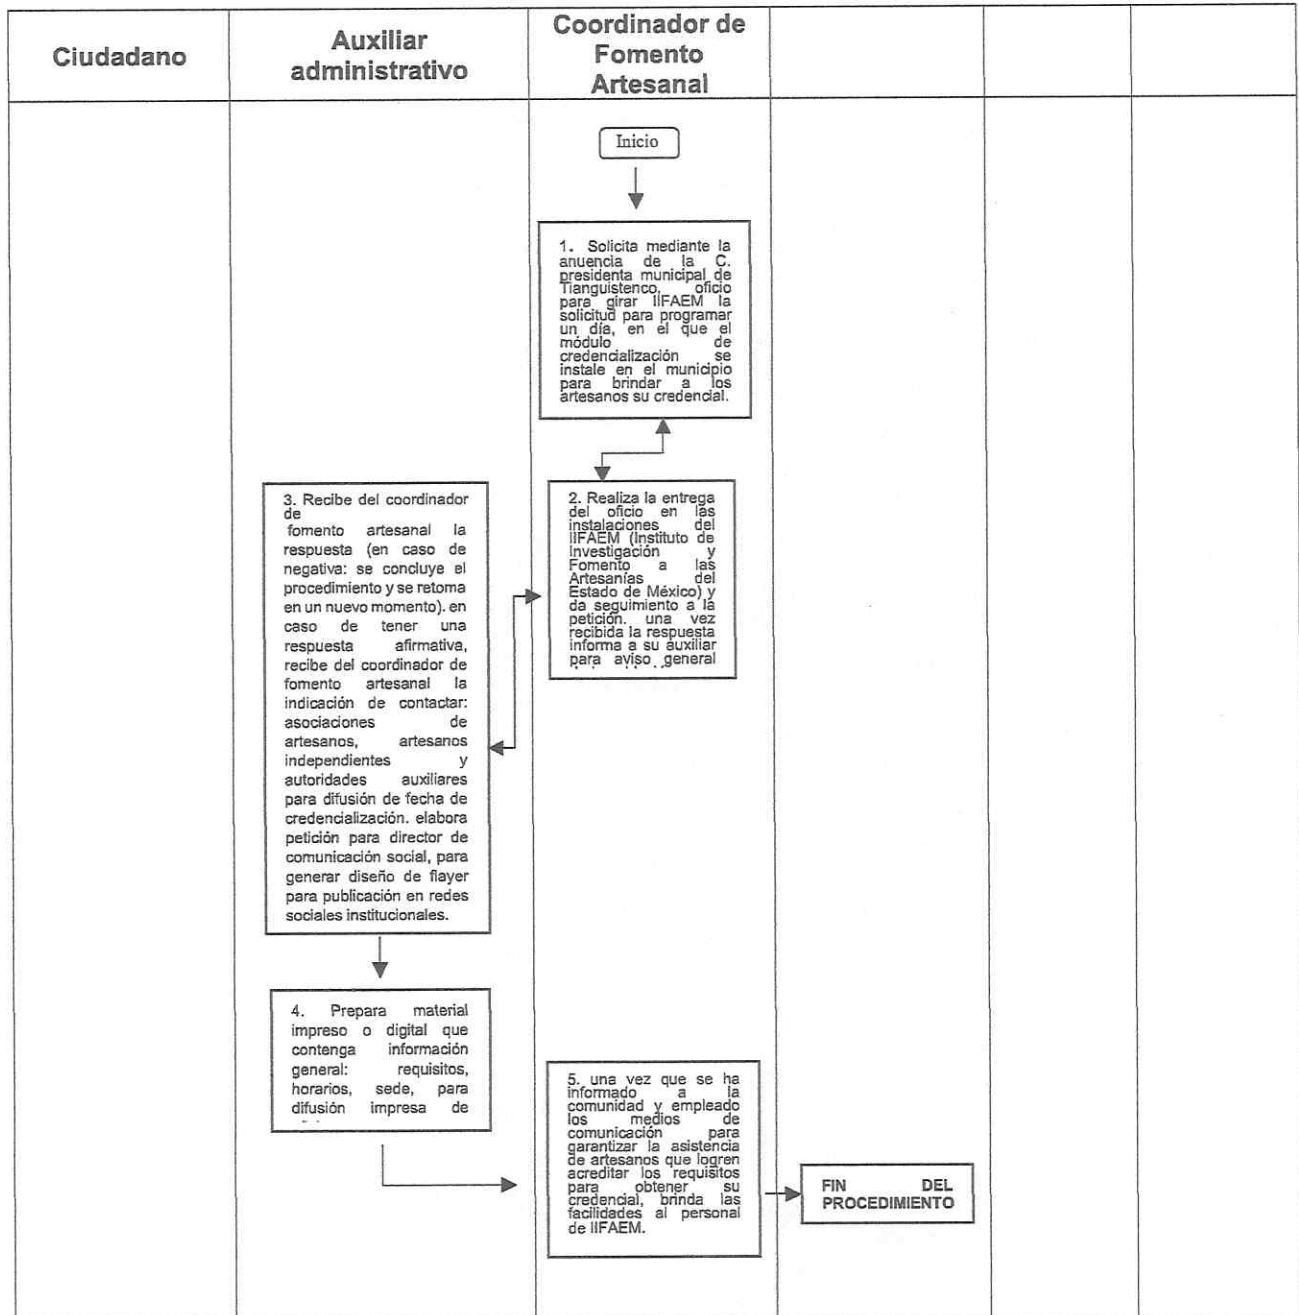 Ciudadano
Auxiliar
administrativo
Coordinador de
Fomento
Artesanal
Inicio
1. Solicita mediante la
anuencia de la C.
presidenta municipal de
Tianguistenco, oficio
para girar IIFAEM la
solicitud para programar
un día, en el que el
módulo de
credencialización se
instale en el municipio
para brindar a los
artesanos su credencial.
2. Realiza la entrega
del oficio en las
instalaciones del
IIFAEM (Instituto de
Investigación y
Fomento a las
Artesanías del
Estado de México) y
da seguimiento a la
petición. una vez
recibida la respuesta
informa a su auxiliar
para aviso general
3. Recibe del coordinador
de
fomento artesanal la
respuesta (en caso de
negativa: se concluye el
procedimiento y se retoma
en un nuevo momento). en
caso de tener una
respuesta afirmativa,
recibe del coordinador de
fomento artesanal la
indicación de contactar:
asociaciones de
artesanos, artesanos
independientes y
autoridades auxiliares
para difusión de fecha de
credencialización. elabora
petición para director de
comunicación social, para
generar diseño de flayer
para publicación en redes
sociales institucionales.
4. Prepara material
impreso o digital que
contenga información
general: requisitos,
horarios, sede, para
difusión impresa de
5. una vez que se ha
informado a la
comunidad y empleado
los medios de
comunicación para
garantizar la asistencia
de artesanos que logren
acreditar los requisitos
para obtener su
credencial, brinda las
facilidades al personal
de IIFAEM.
FIN DEL
PROCEDIMIENTO